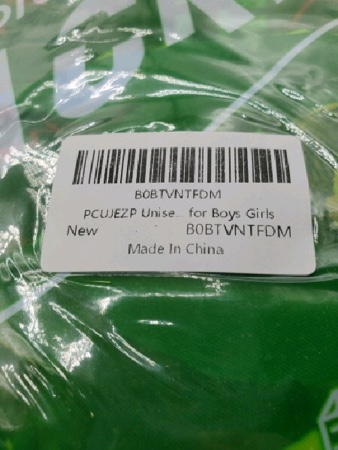 B0BTVNTFDM
PCUJEZP Unise... for Boys Girls
New B0BTVNTFDM
Made In China